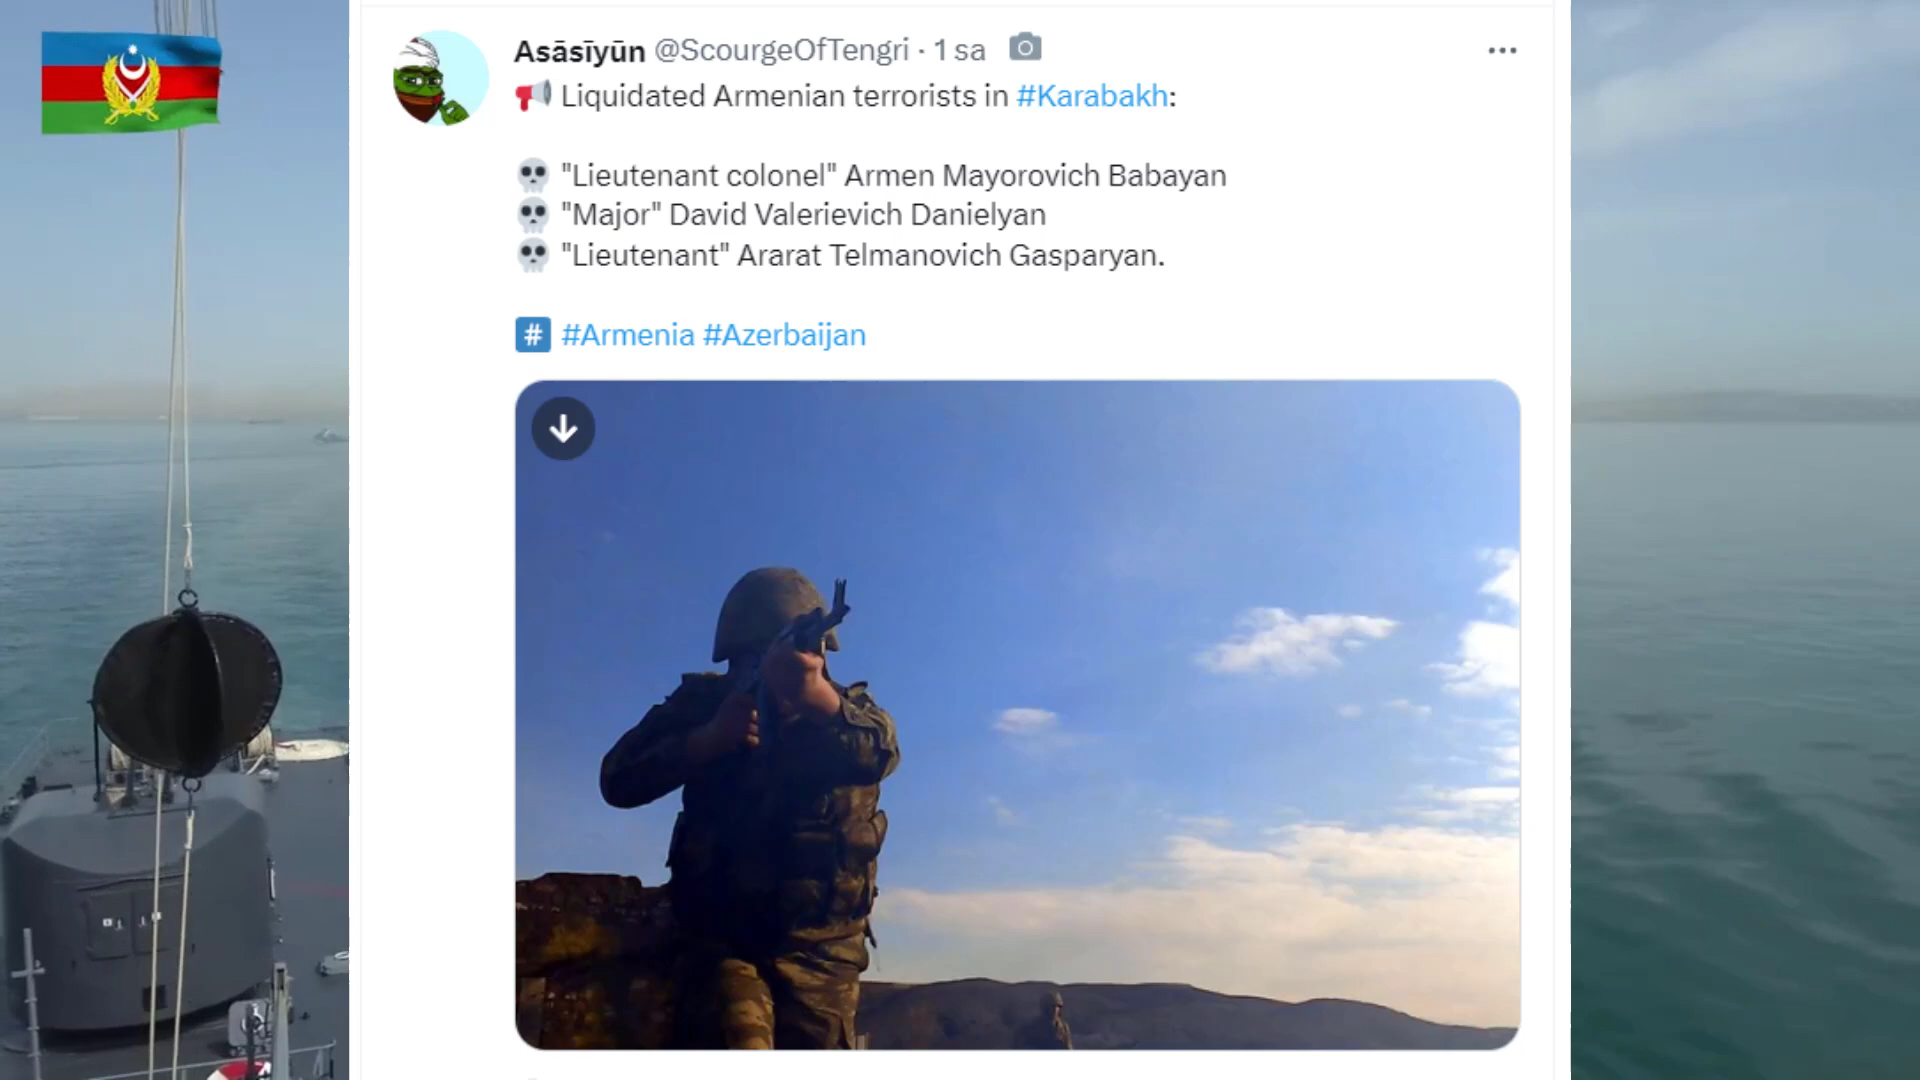 Asāsīyūn @ScourgeOfTengri · 1 sa
Liquidated Armenian terrorists in #Karabakh:
"Lieutenant colonel" Armen Mayorovich Babayan
"Major" David Valerievich Danielyan
"Lieutenant" Ararat Telmanovich Gasparyan.
# #Armenia #Azerbaijan